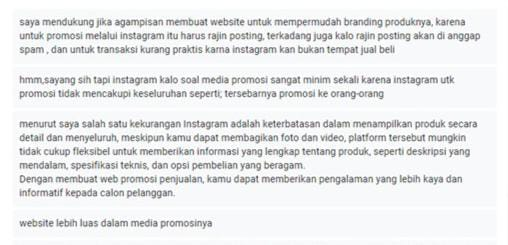 saya mendukung jika agampisan membuat website untuk mempermudah branding produknya, karena
untuk promosi melalui instagram itu harus rajin posting, terkadang juga kalo rajin posting akan di anggap
spam , dan untuk transaksi kurang praktis karna instagram kan bukan tempat jual beli
hmm,sayang sih tapi instagram kalo soal media promosi sangat minim sekali karena instagram utk
promosi tidak mencakupi keseluruhan seperti; tersebarnya promosi ke orang-orang
menurut saya salah satu kekurangan Instagram adalah keterbatasan dalam menampilkan produk secara
detail dan menyeluruh, meskipun kamu dapat membagikan foto dan video, platform tersebut mungkin
tidak cukup fleksibel untuk memberikan informasi yang lengkap tentang produk, seperti deskripsi yang
mendalam, spesifikasi teknis, dan opsi pembelian yang beragam.
Dengan membuat web promosi penjualan, kamu dapat memberikan pengalaman yang lebih kaya dan
informatif kepada calon pelanggan.
website lebih luas dalam media promosinya